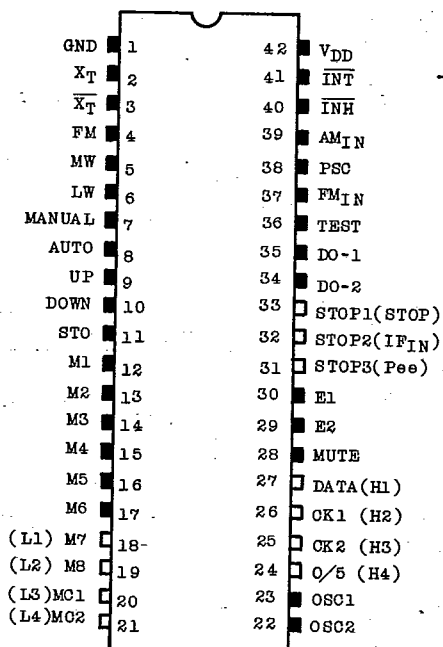 GND 1 42 VDD
XT 2 41 I̅N̅T̅
X̅T̅ 3 40 I̅N̅H̅
FM 4 39 AMIN
MW 5 38 PSC
LW 6 37 FMIN
MANUAL 7 36 TEST
AUTO 8 35 DO-1
UP 9 34 DO-2
DOWN 10 33 STOP1(STOP)
STO 11 32 STOP2(IFIN)
M1 12 31 STOP3(Pee)
M2 13 30 E1
M3 14 29 E2
M4 15 28 MUTE
M5 16 27 DATA(H1)
M6 17 26 CK1 (H2)
(L1) M7 18 25 CK2 (H3)
(L2) M8 19 24 0/5 (H4)
(L3)MC1 20 23 OSC1
(L4)MC2 21 22 OSC2